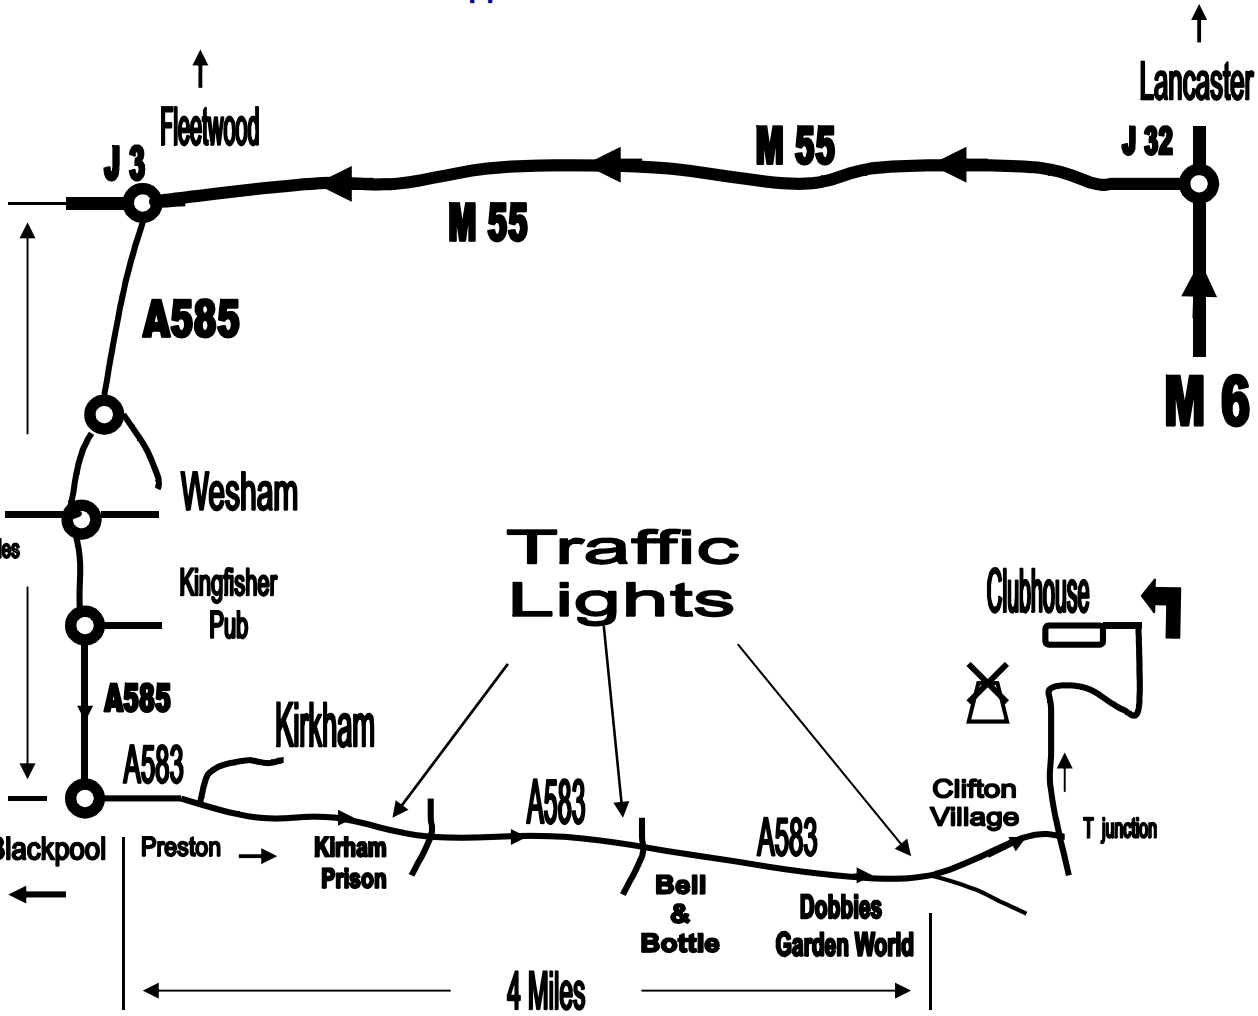 Lancaster
Fleetwood
J 3
M 55
J 32
M 55
A585
M 6
Wesham
Traffic
Lights
Kingfisher
Pub
Clubhouse
A585
Kirkham
A583
A583
A583
Clifton
Village
T junction
Blackpool
Preston
Kirham
Prison
Bell
&
Bottle
Dobbies
Garden World
4 Miles